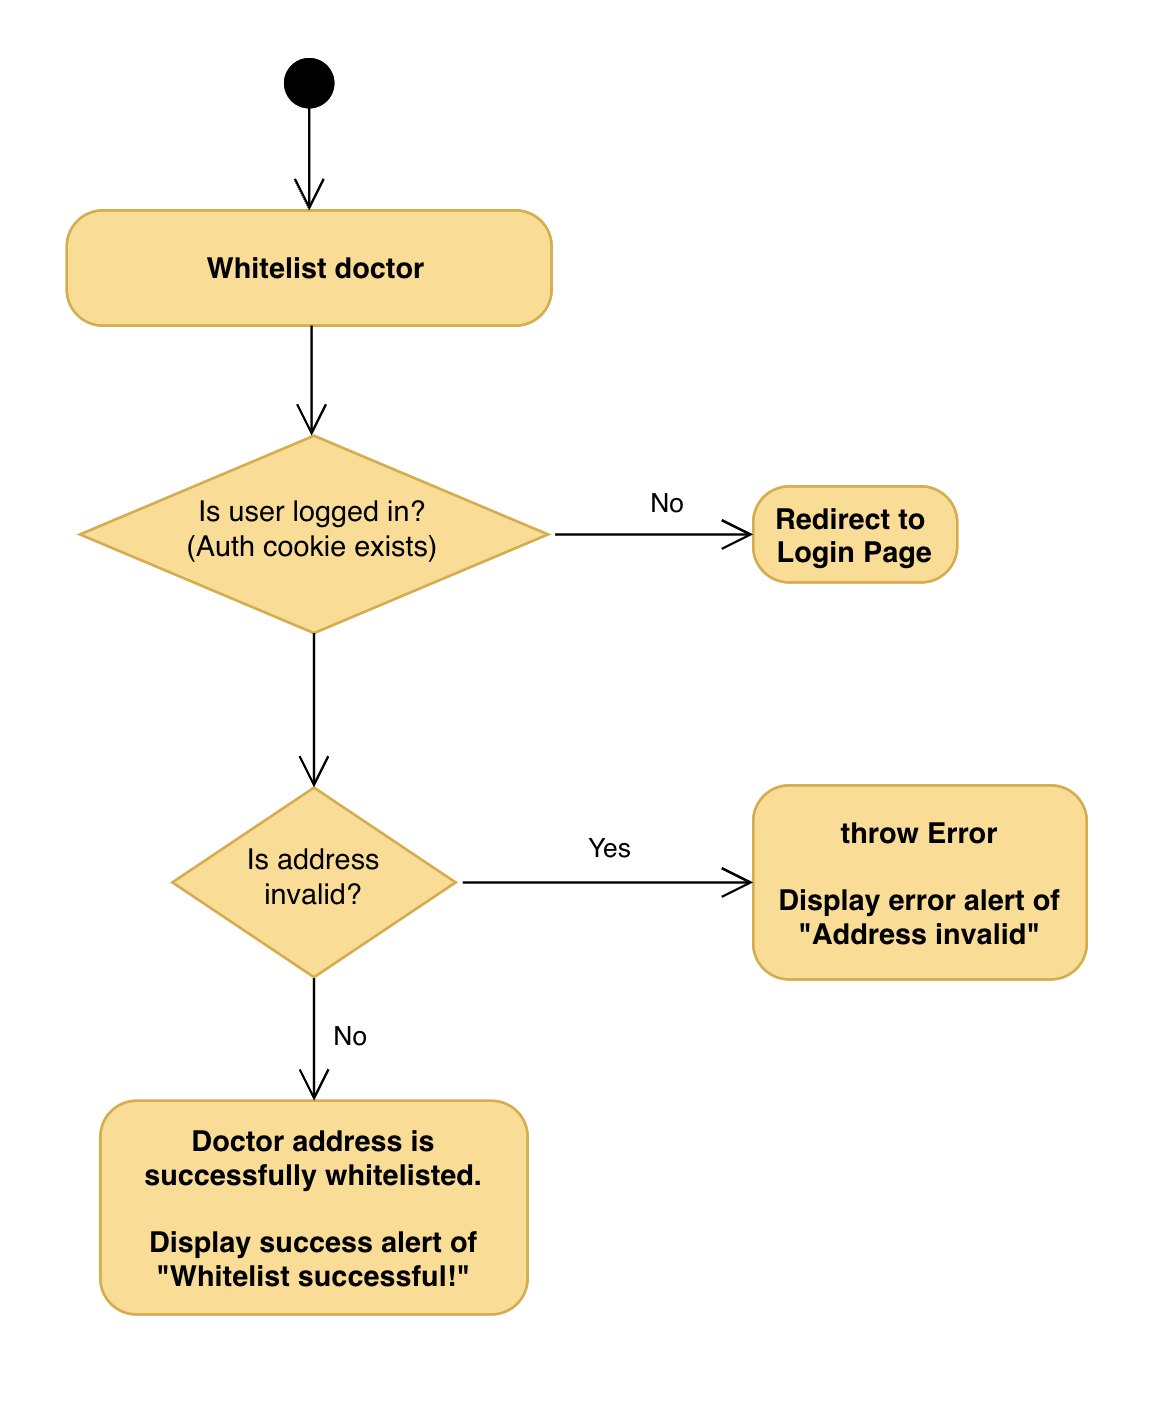 Whitelist doctor
Is user logged in?
(Auth cookie exists)
No
Redirect to
Login Page
Is address
invalid?
Yes
throw Error
Display error alert of
"Address invalid"
No
Doctor address is
successfully whitelisted.
Display success alert of
"Whitelist successful!"